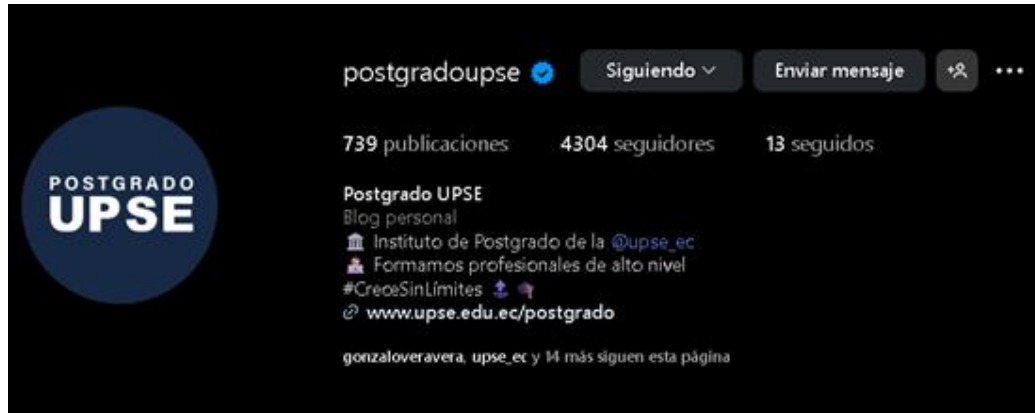 POSTGRADO
UPSE
postgradoupse Siguiendo Enviar mensaje
739 publicaciones 4304 seguidores 13 seguidos
Postgrado UPSE
Blog personal
Instituto de Postgrado de la @upse_ec
Formamos profesionales de alto nivel
#CreceSinLímites
www.upse.edu.ec/postgrado
gonzaloveravera, upse_ec y 14 más siguen esta página